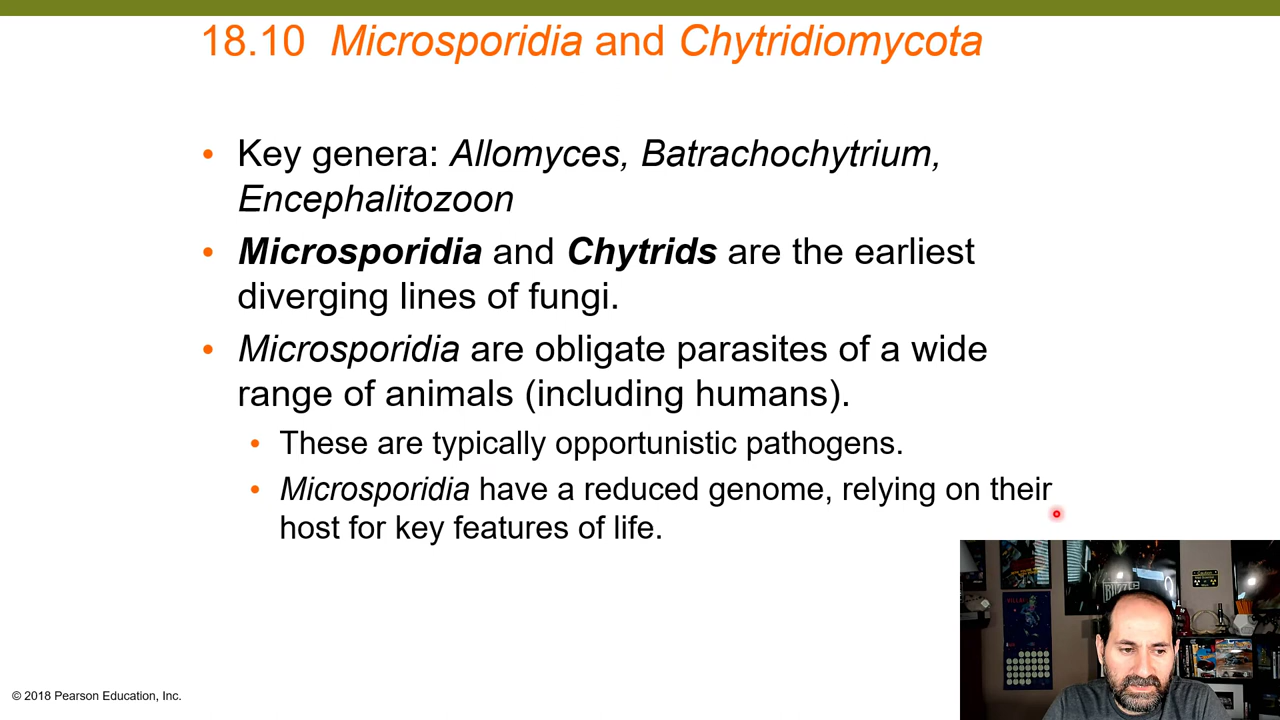 18.10 Microsporidia and Chytridiomycota
• Key genera: Allomyces, Batrachochytrium,
Encephalitozoon
• Microsporidia and Chytrids are the earliest
diverging lines of fungi.
• Microsporidia are obligate parasites of a wide
range of animals (including humans).
• These are typically opportunistic pathogens.
• Microsporidia have a reduced genome, relying on their
host for key features of life.
© 2018 Pearson Education, Inc.